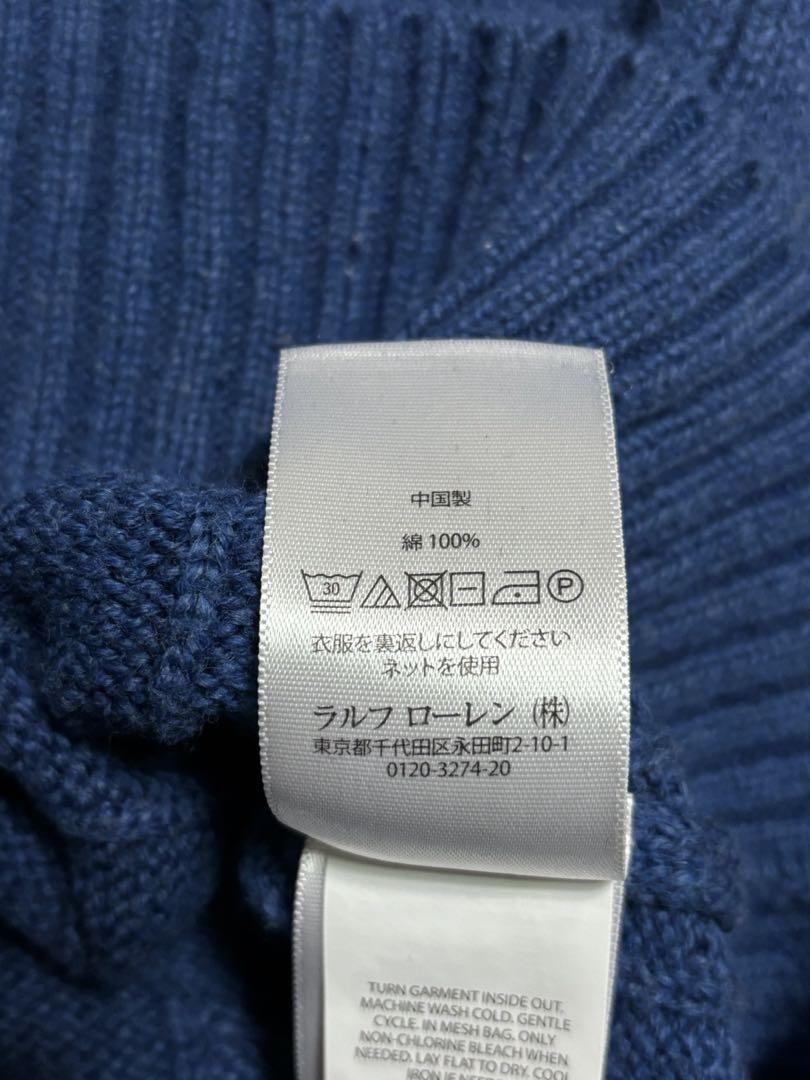 中国製
綿 100%
30 P
衣服を裏返しにしてください
ネットを使用
ラルフ ローレン (株)
東京都千代田区永田町2-10-1
0120-3274-20
TURN GARMENT INSIDE OUT.
MACHINE WASH COLD. GENTLE
CYCLE. IN MESH BAG. ONLY
NON-CHLORINE BLEACH WHEN
NEEDED. LAY FLAT TO DRY. COOL
IRON IF